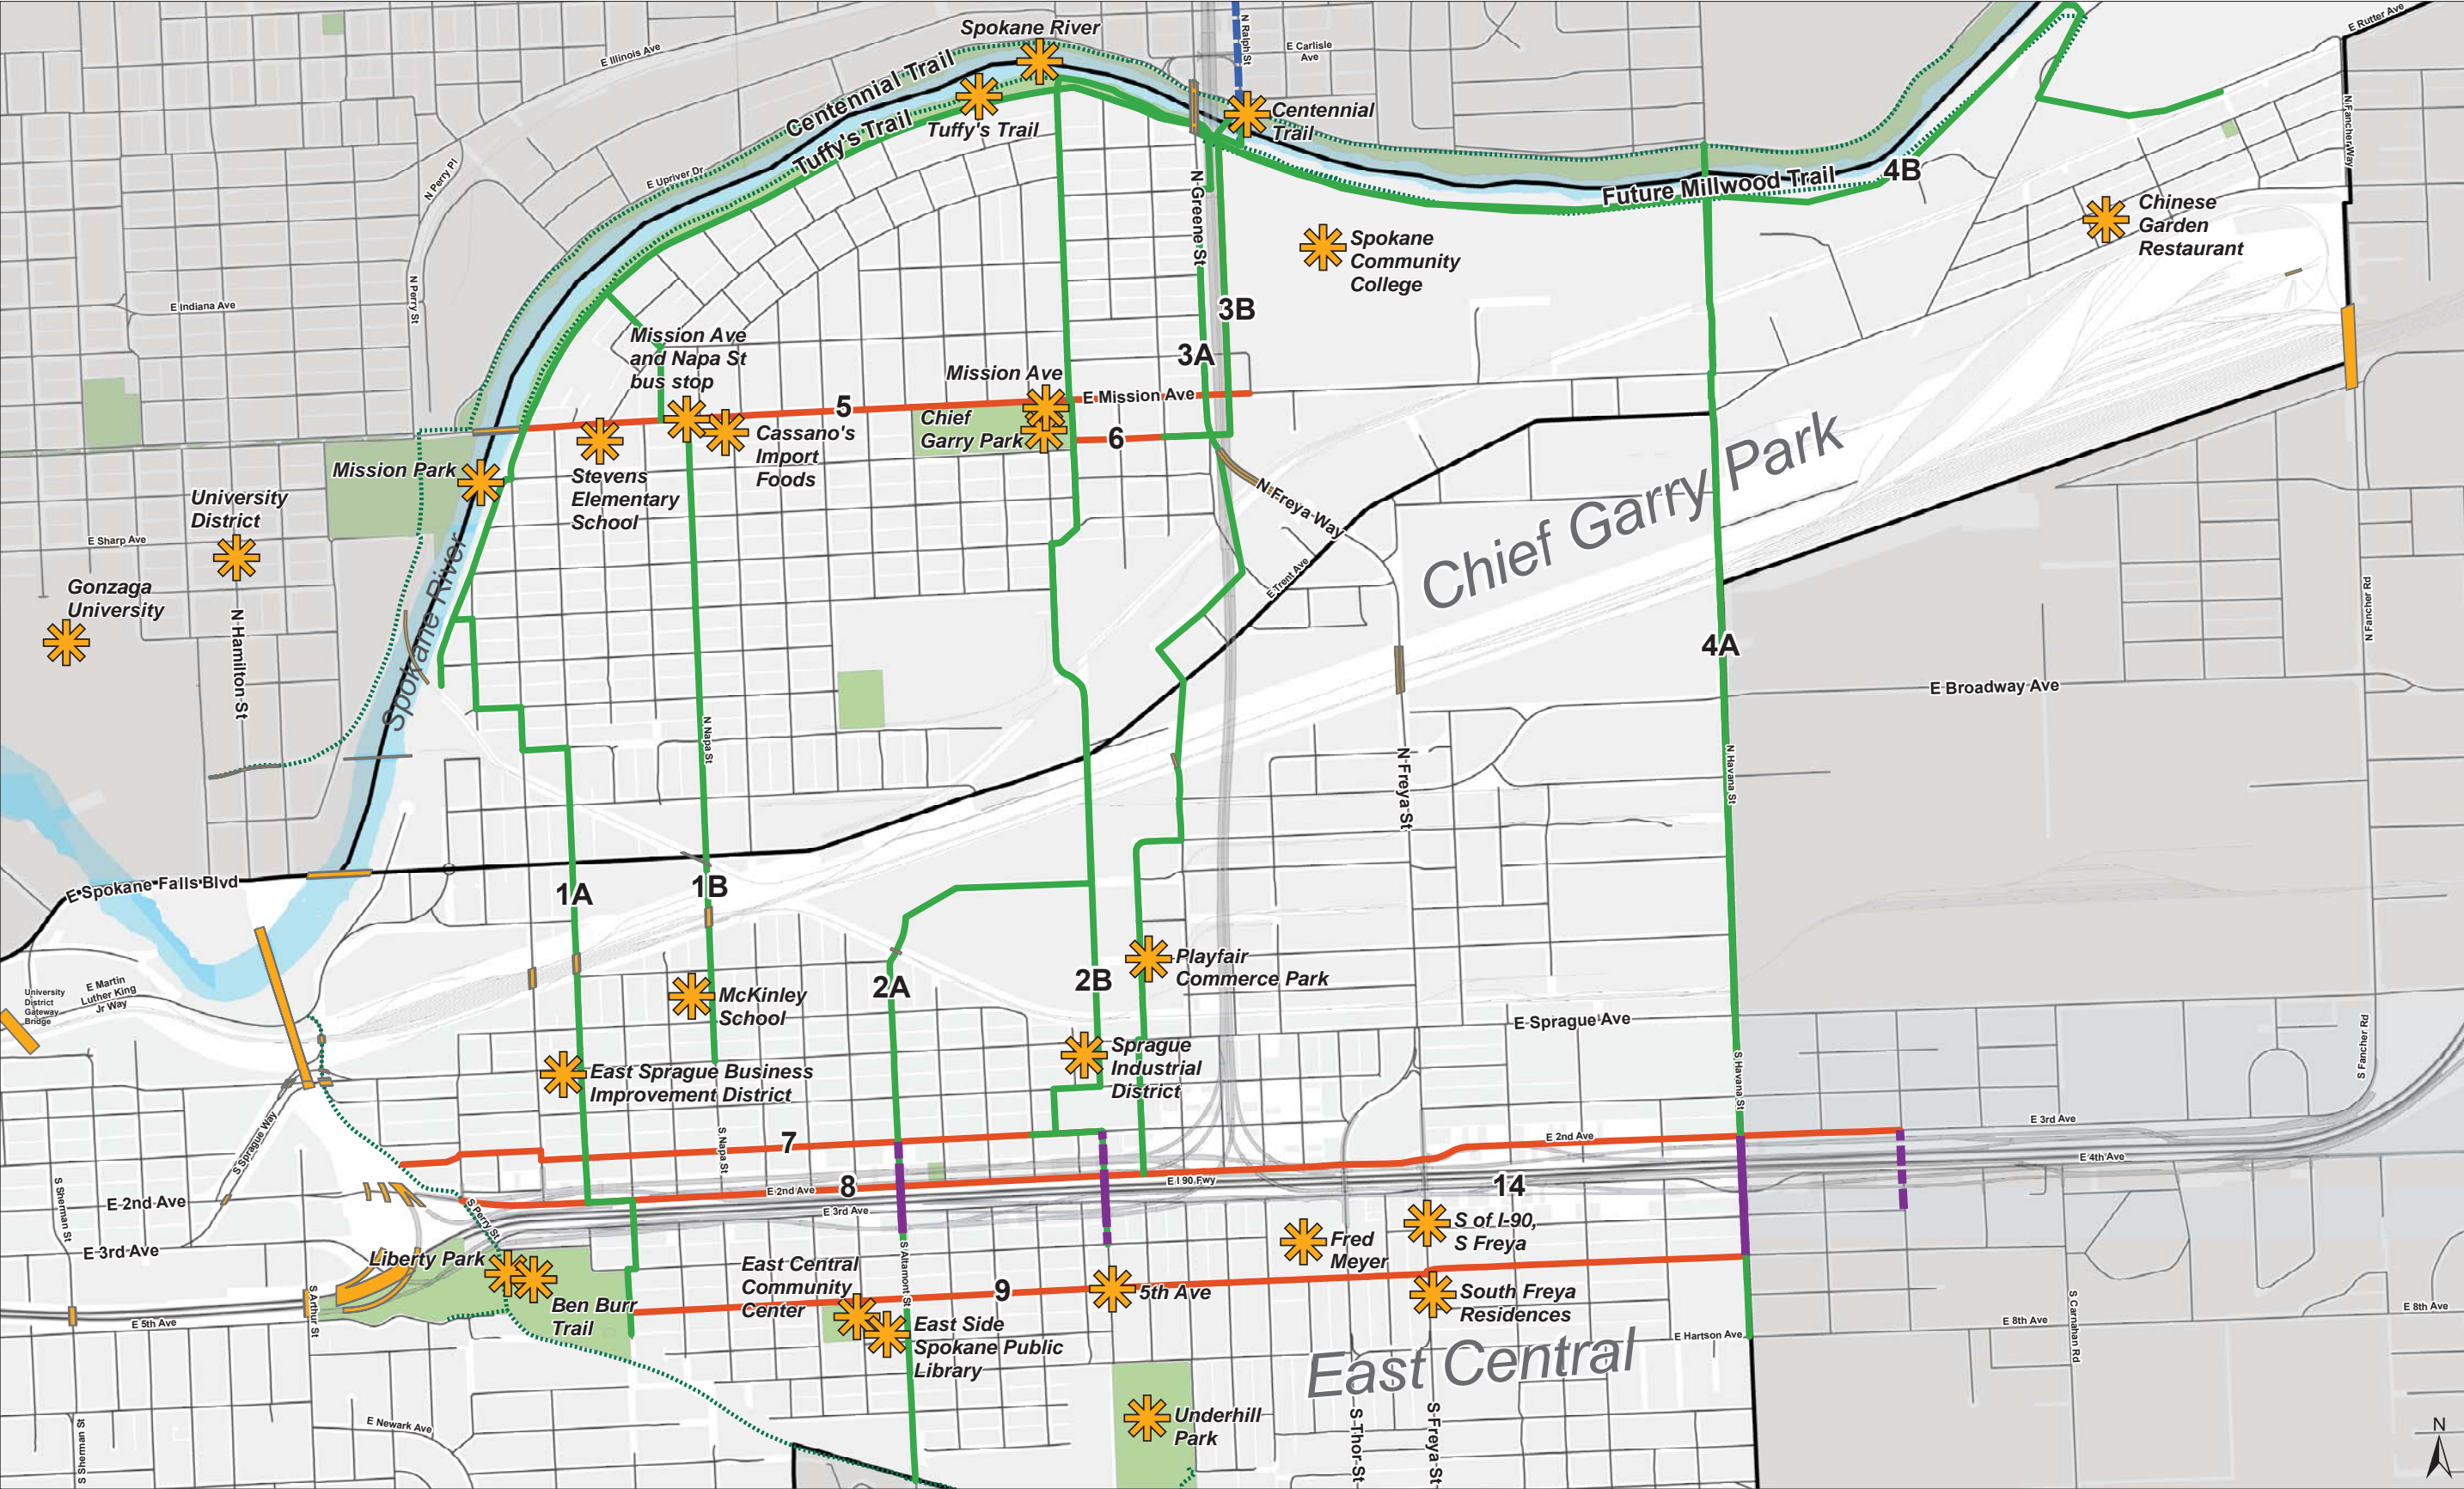 Spokane River
E Rutter Ave
E Illinois Ave
N Ralph St
E Carlisle
Ave
Centennial Trail
Tuffy's Trail
Tuffy's Trail
Centennial
Trail
N Fancher Way
N Perry Pl
E Upriver Dr
Future Millwood Trail
4B
N Greene St
Chinese
Garden
Restaurant
Spokane
Community
College
E Indiana Ave
N Perry St
3B
Mission Ave
and Napa St
bus stop
3A
Mission Ave
E Mission Ave
5
Chief
Garry Park
6
Cassano's
Import
Foods
Mission Park
Stevens
Elementary
School
University
District
N Freya Way
Chief Garry Park
E Sharp Ave
Spokane River
E Trent Ave
Gonzaga
University
N Hamilton St
N Fancher Rd
4A
E Broadway Ave
N Napa St
N Freya St
N Havana St
E Spokane Falls Blvd
1A
1B
Playfair
Commerce Park
2A
2B
E Martin
Luther King
Jr Way
University
District
Gateway
Bridge
McKinley
School
E Sprague Ave
S Fancher Rd
East Sprague Business
Improvement District
Sprague
Industrial
District
S Havana St
S Sprague Way
S Napa St
7
E 2nd Ave
E 3rd Ave
E 4th Ave
S Sherman St
E 2nd Ave
S Perry St
E 2nd Ave
8
E I 90 Fwy
14
E 3rd Ave
E 3rd Ave
S of I-90,
S Freya
Fred
Meyer
Liberty Park
East Central
Community
Center
S Altamont St
9
5th Ave
South Freya
Residences
Ben Burr
Trail
S Arthur St
E 5th Ave
East Side
Spokane Public
Library
S Carnahan Rd
E 8th Ave
E 8th Ave
E Hartson Ave
East Central
Underhill
Park
S Thor St
S Freya St
E Newark Ave
S Sherman St
N